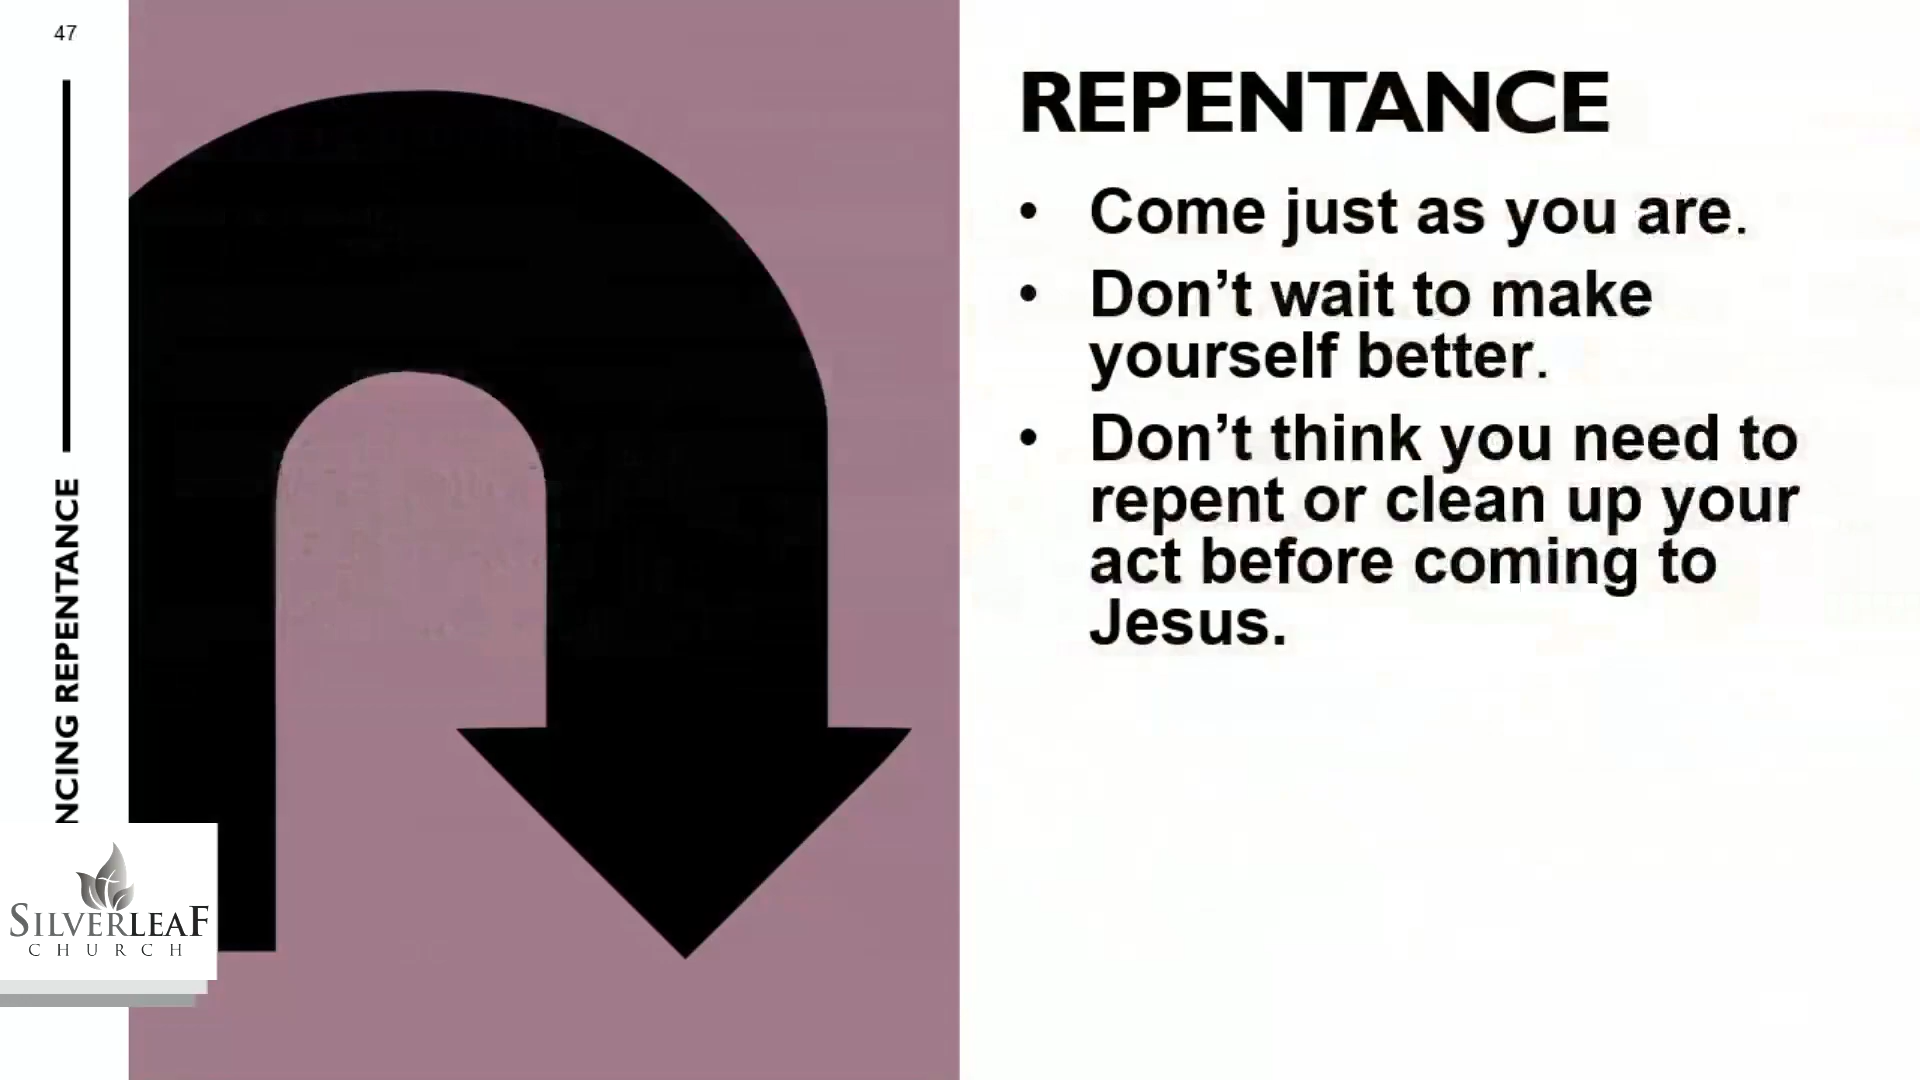 47
NCING REPENTANCE
REPENTANCE
• Come just as you are.
• Don’t wait to make
yourself better.
• Don’t think you need to
repent or clean up your
act before coming to
Jesus.
SILVERLEAF
CHURCH